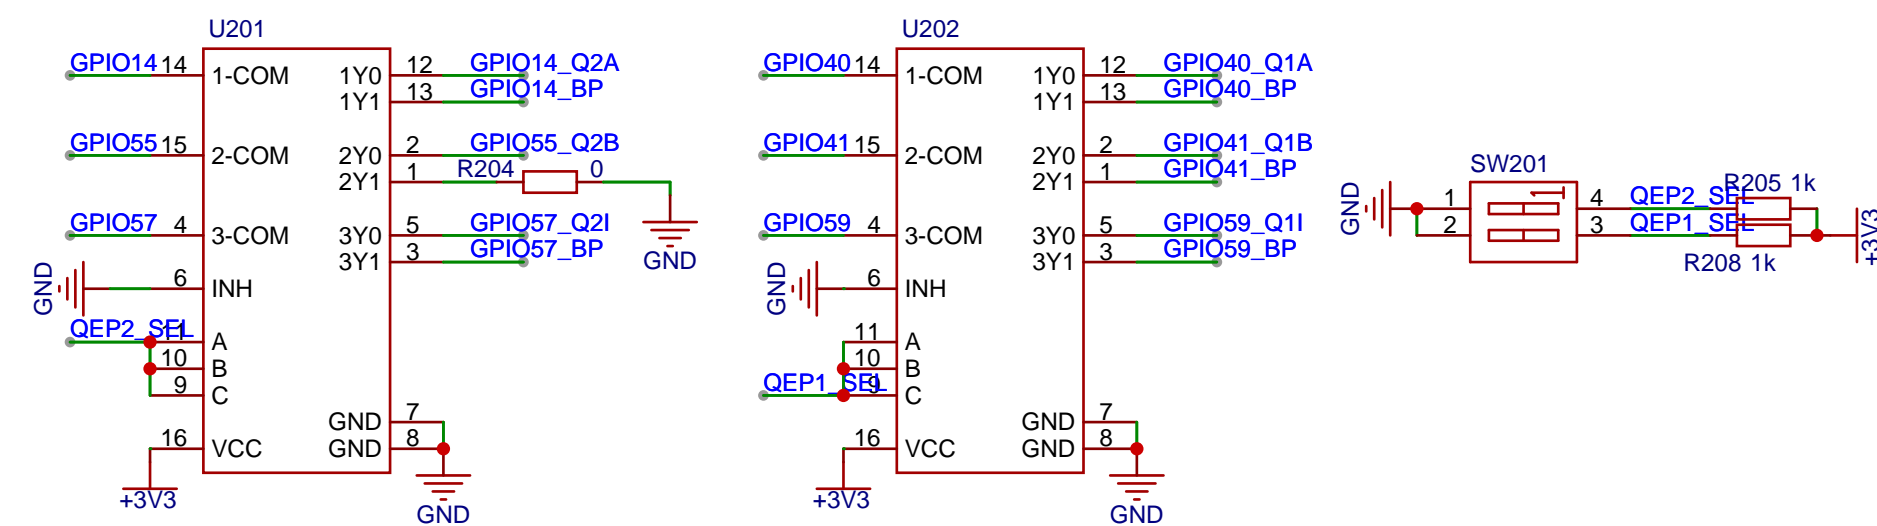 U201
GPIO14 14 1-COM 1Y0 12 GPIO14_Q2A
1Y1 13 GPIO14_BP
GPIO55 15 2-COM 2Y0 2 GPIO55_Q2B
2Y1 1 R204 0
GPIO57 4 3-COM 3Y0 5 GPIO57_Q2I
3Y1 3 GPIO57_BP
GND
GND 6 INH
QEP2_SEL 11 A
10 B
9 C
GND 7
16 VCC GND 8
+3V3
GND
U202
GPIO40 14 1-COM 1Y0 12 GPIO40_Q1A
1Y1 13 GPIO40_BP
GPIO41 15 2-COM 2Y0 2 GPIO41_Q1B
2Y1 1 GPIO41_BP
GPIO59 4 3-COM 3Y0 5 GPIO59_Q1I
3Y1 3 GPIO59_BP
GND 6 INH
11 A
10 B
QEP1_SEL 9 C
GND 7
16 VCC GND 8
+3V3
GND
SW201
R205 1k
GND 1 1 4 QEP2_SEL
2 3 QEP1_SEL
+3V3
R208 1k